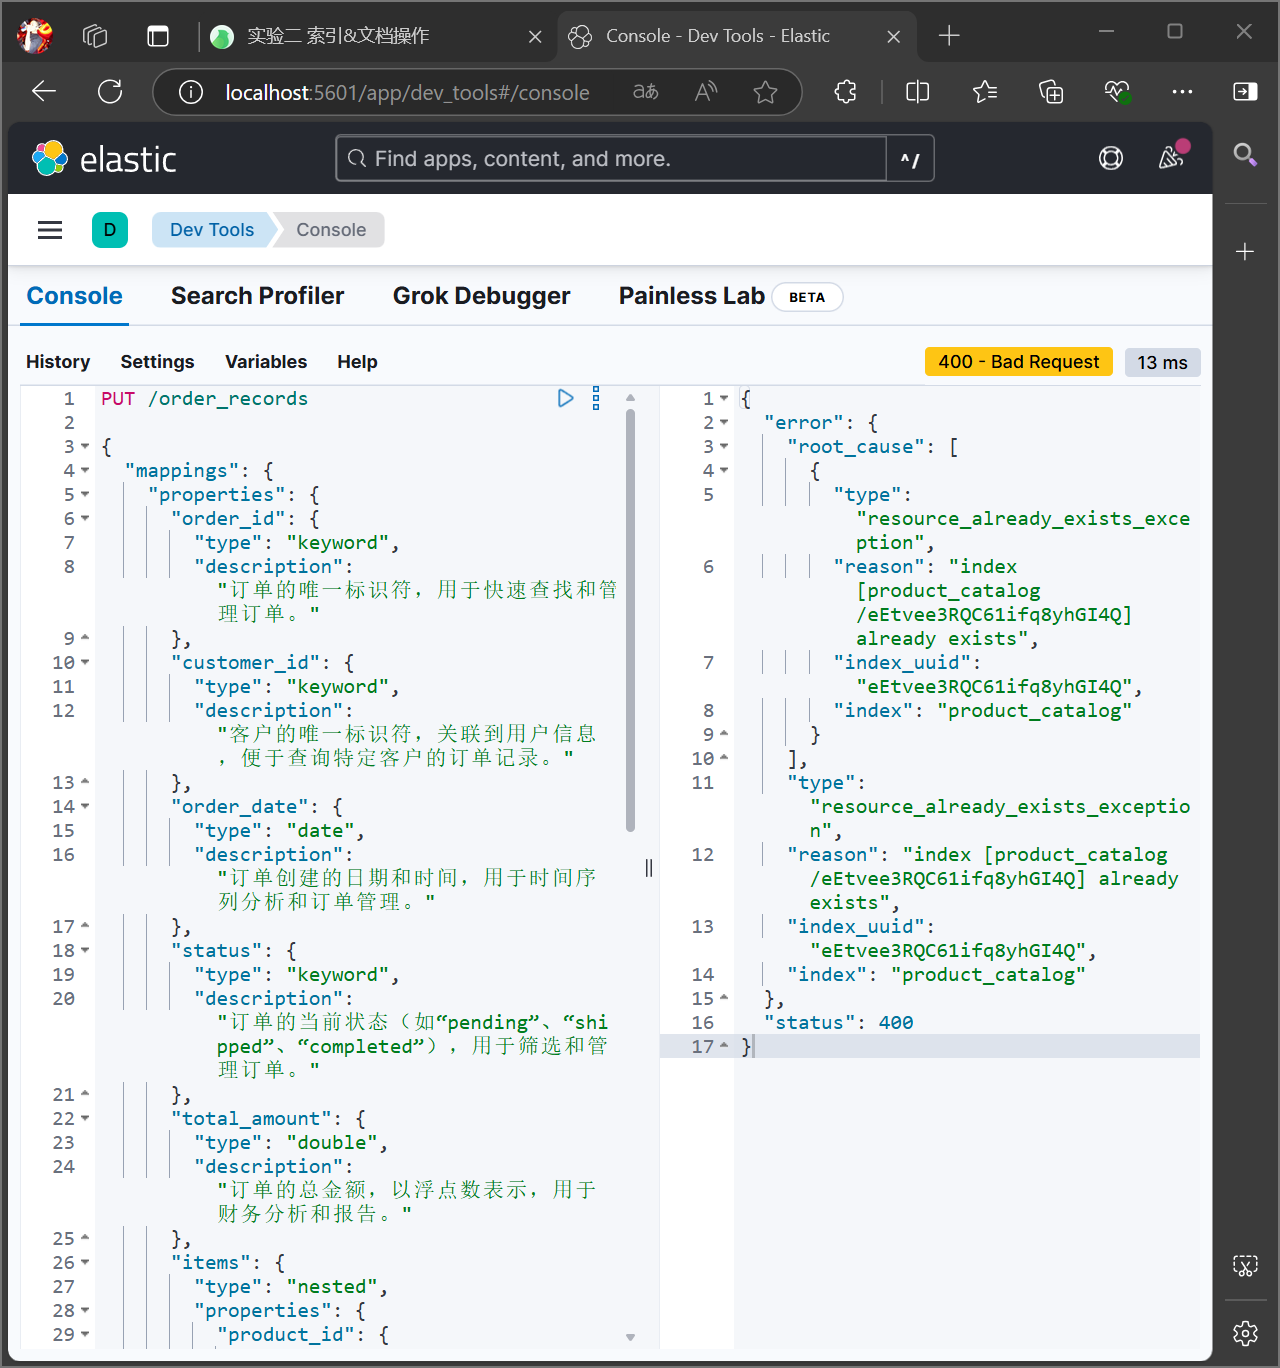 实验二 索引&文档操作
Console - Dev Tools - Elastic
localhost:5601/app/dev_tools#/console
elastic
Find apps, content, and more.
^/
D
Dev Tools
Console
Console
Search Profiler
Grok Debugger
Painless Lab
BETA
History
Settings
Variables
Help
400 - Bad Request
13 ms
1 PUT /order_records
2
3 {
4 "mappings": {
5 "properties": {
6 "order_id": {
7 "type": "keyword",
8 "description":
"订单的唯一标识符，用于快速查找和管
理订单。"
9 },
10 "customer_id": {
11 "type": "keyword",
12 "description":
"客户的唯一标识符，关联到用户信息
，便于查询特定客户的订单记录。"
13 },
14 "order_date": {
15 "type": "date",
16 "description":
"订单创建的日期和时间，用于时间序
列分析和订单管理。"
17 },
18 "status": {
19 "type": "keyword",
20 "description":
"订单的当前状态（如“pending”、“shi
pped”、“completed”），用于筛选和管
理订单。"
21 },
22 "total_amount": {
23 "type": "double",
24 "description":
"订单的总金额，以浮点数表示，用于
财务分析和报告。"
25 },
26 "items": {
27 "type": "nested",
28 "properties": {
29 "product_id": {
1 {
2 "error": {
3 "root_cause": [
4 {
5 "type":
"resource_already_exists_exce
ption",
6 "reason": "index
[product_catalog
/eEtvee3RQC61ifq8yhGI4Q]
already exists",
7 "index_uuid":
"eEtvee3RQC61ifq8yhGI4Q",
8 "index": "product_catalog"
9 }
10 ],
11 "type":
"resource_already_exists_exceptio
n",
12 "reason": "index [product_catalog
/eEtvee3RQC61ifq8yhGI4Q] already
exists",
13 "index_uuid":
"eEtvee3RQC61ifq8yhGI4Q",
14 "index": "product_catalog"
15 },
16 "status": 400
17 }